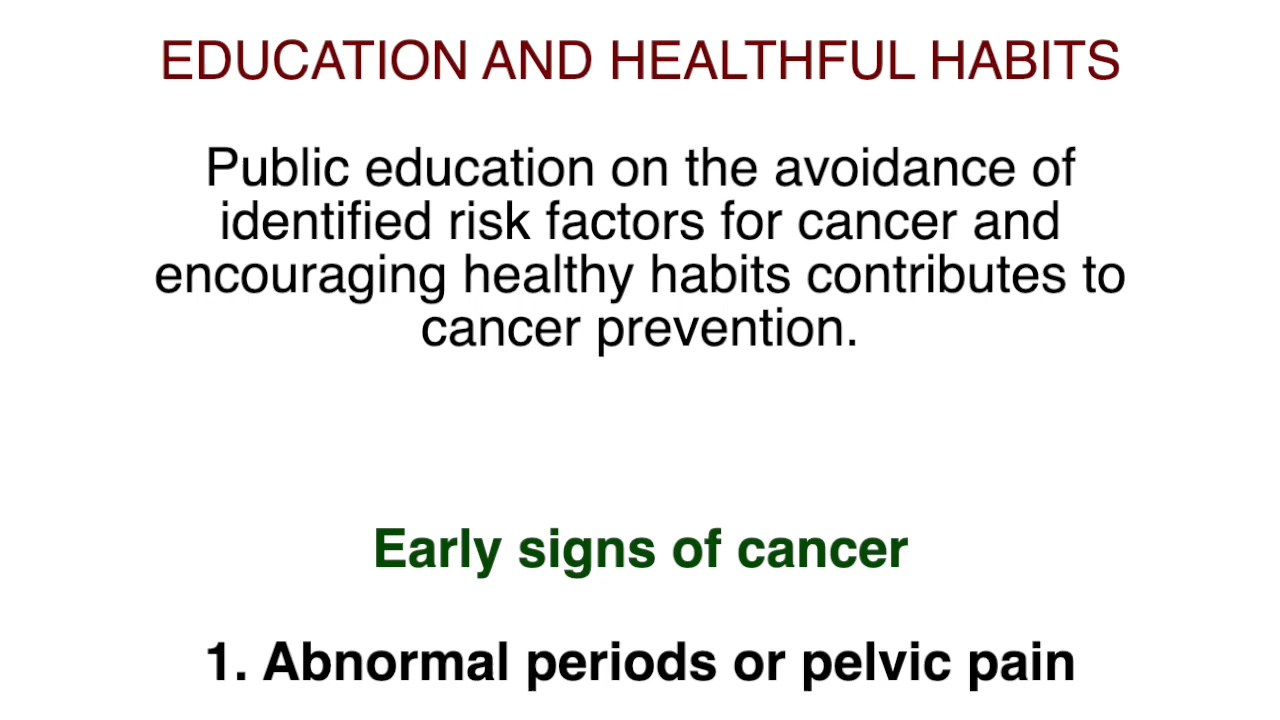 EDUCATION AND HEALTHFUL HABITS
Public education on the avoidance of
identified risk factors for cancer and
encouraging healthy habits contributes to
cancer prevention.
Early signs of cancer
1. Abnormal periods or pelvic pain